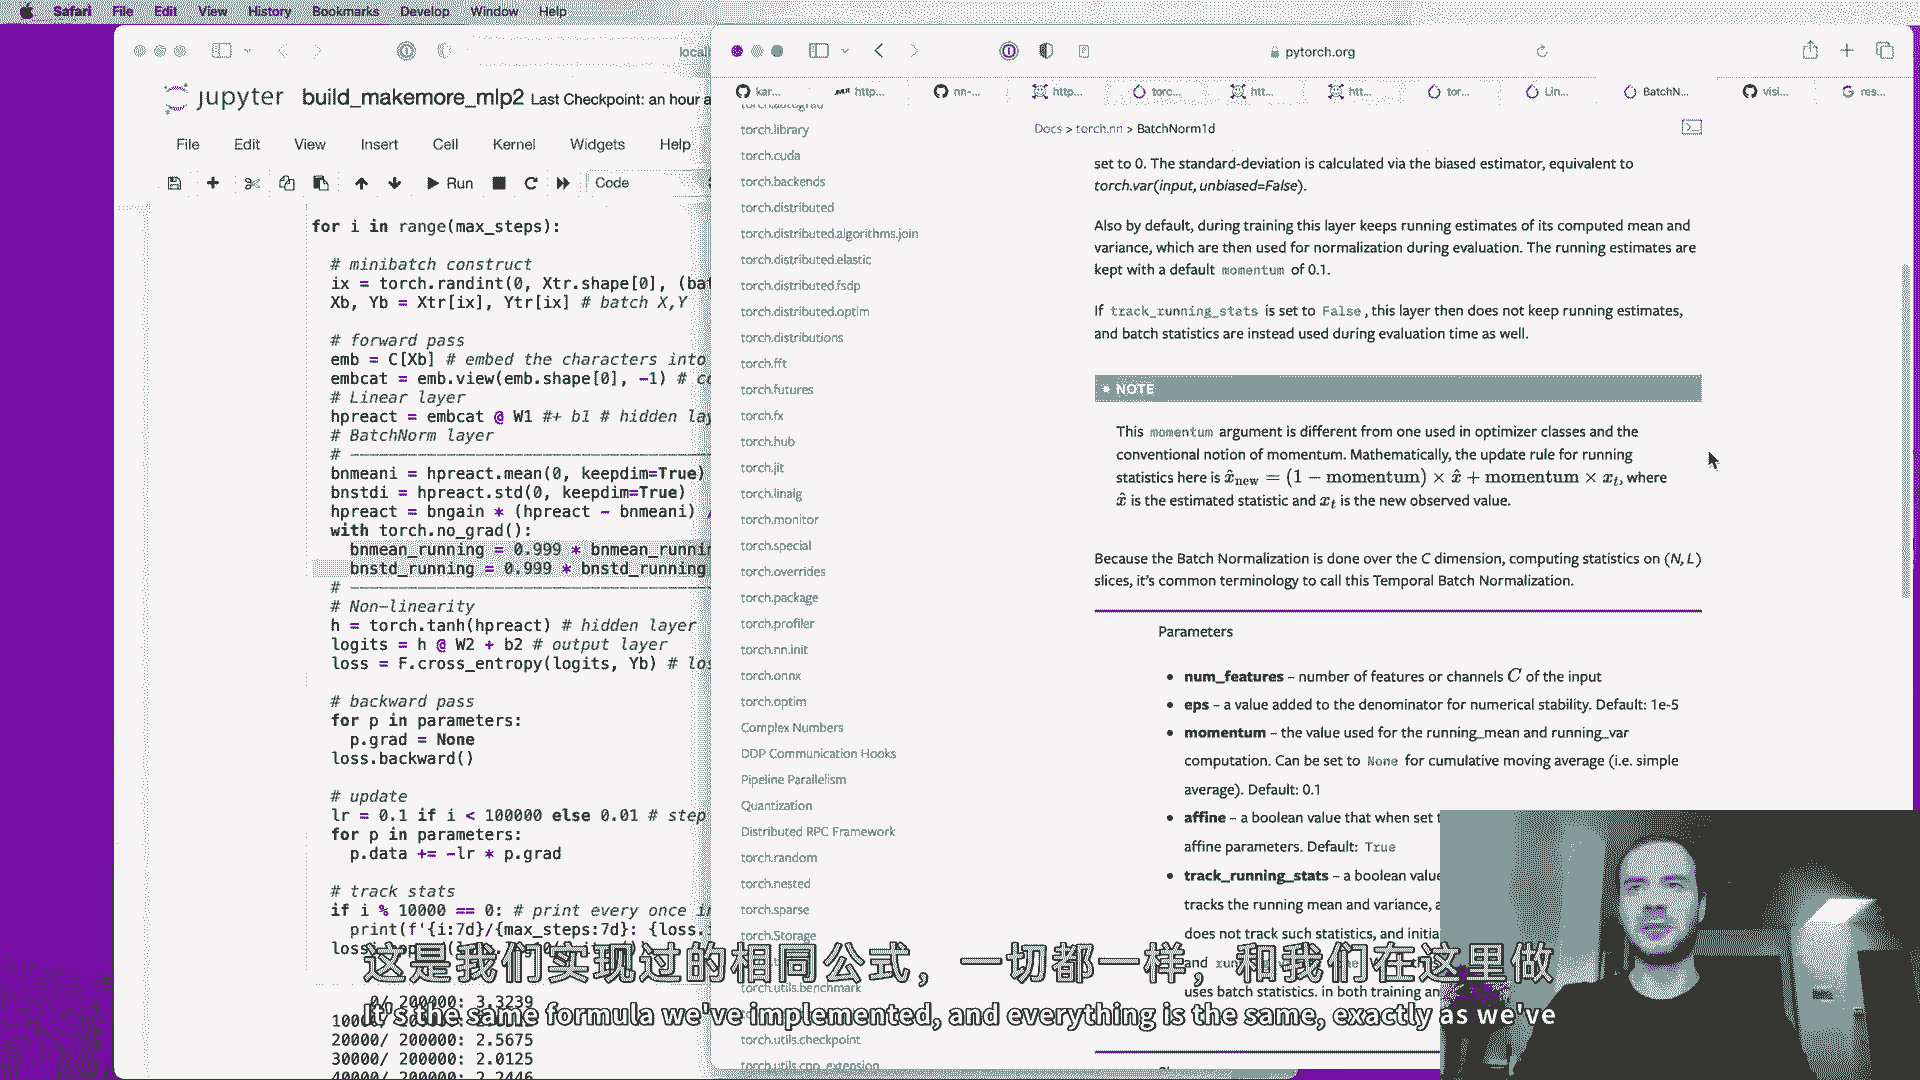 Safari File Edit View History Bookmarks Develop Window Help
pytorch.org
jupyter build_makemore_mlp2 Last Checkpoint: an hour a
File Edit View Insert Cell Kernel Widgets Help
Run Code
for i in range(max_steps):
# minibatch construct
ix = torch.randint(0, Xtr.shape[0], (bat
Xb, Yb = Xtr[ix], Ytr[ix] # batch X,Y
# forward pass
emb = C[Xb] # embed the characters into
embcat = emb.view(emb.shape[0], -1) # co
# Linear layer
hpreact = embcat @ W1 #+ b1 # hidden lay
# BatchNorm layer
# ----------------------------------------
bnmeani = hpreact.mean(0, keepdim=True)
bnstdi = hpreact.std(0, keepdim=True)
hpreact = bngain * (hpreact - bnmeani) /
with torch.no_grad():
bnmean_running = 0.999 * bnmean_runnin
bnstd_running = 0.999 * bnstd_running
# ----------------------------------------
# Non-linearity
h = torch.tanh(hpreact) # hidden layer
logits = h @ W2 + b2 # output layer
loss = F.cross_entropy(logits, Yb) # los
# backward pass
for p in parameters:
p.grad = None
loss.backward()
# update
lr = 0.1 if i < 100000 else 0.01 # step
for p in parameters:
p.data += -lr * p.grad
# track stats
if i % 10000 == 0: # print every once in
print(f'{i:7d}/{max_steps:7d}: {loss.
0/ 200000: 3.3239
20000/ 200000: 2.5675
30000/ 200000: 2.0125
40000/ 200000: 2.2446
kar... http... nn-... http... torc... htt... htt... tor... Lin... BatchN... visi... res...
torch.autograd
torch.library
torch.cuda
torch.backends
torch.distributed
torch.distributed.algorithms.join
torch.distributed.elastic
torch.distributed.fsdp
torch.distributed.optim
torch.distributions
torch.fft
torch.futures
torch.fx
torch.hub
torch.jit
torch.linalg
torch.monitor
torch.special
torch.overrides
torch.package
torch.profiler
torch.nn.init
torch.onnx
torch.optim
Complex Numbers
DDP Communication Hooks
Pipeline Parallelism
Quantization
Distributed RPC Framework
torch.random
torch.nested
torch.sparse
torch.Storage
torch.utils.benchmark
torch.utils.checkpoint
torch.utils.cpp_extension
Docs > torch.nn > BatchNorm1d
set to 0. The standard-deviation is calculated via the biased estimator, equivalent to
torch.var(input, unbiased=False).
Also by default, during training this layer keeps running estimates of its computed mean and
variance, which are then used for normalization during evaluation. The running estimates are
kept with a default momentum of 0.1.
If track_running_stats is set to False, this layer then does not keep running estimates,
and batch statistics are instead used during evaluation time as well.
NOTE
This momentum argument is different from one used in optimizer classes and the
conventional notion of momentum. Mathematically, the update rule for running
statistics here is x̂new = (1 − momentum) × x̂ + momentum × xt, where
x̂ is the estimated statistic and xt is the new observed value.
Because the Batch Normalization is done over the C dimension, computing statistics on (N, L)
slices, it's common terminology to call this Temporal Batch Normalization.
Parameters
• num_features – number of features or channels C of the input
• eps – a value added to the denominator for numerical stability. Default: 1e-5
• momentum – the value used for the running_mean and running_var
computation. Can be set to None for cumulative moving average (i.e. simple
average). Default: 0.1
• affine – a boolean value that when set t
affine parameters. Default: True
• track_running_stats – a boolean value
tracks the running mean and variance, a
does not track such statistics, and initia
uses batch statistics. in both training an
这是我们实现过的相同公式，一切都一样，和我们在这里做
It's the same formula we've implemented, and everything is the same, exactly as we've